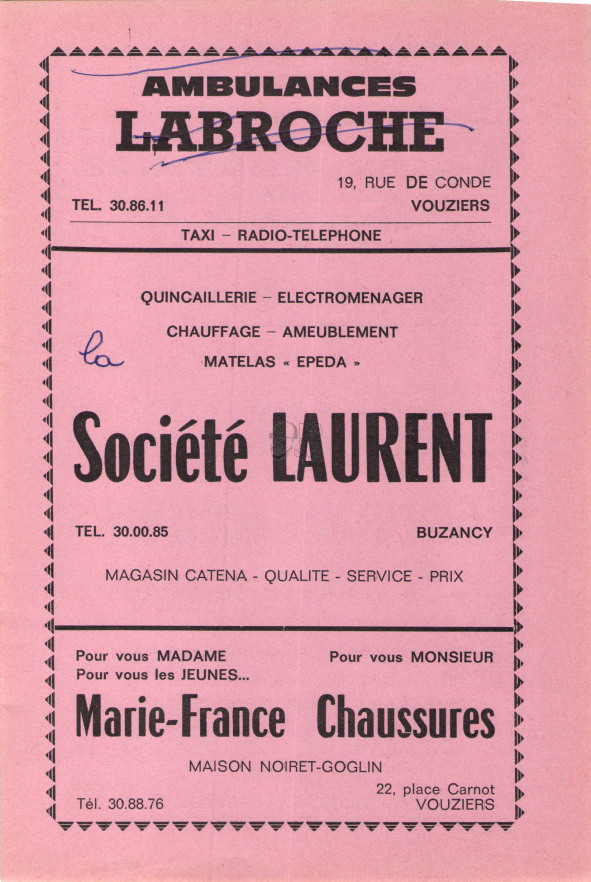 AMBULANCES
LABROCHE
19, RUE DE CONDE
TEL. 30.86.11 VOUZIERS
TAXI – RADIO-TELEPHONE
QUINCAILLERIE – ELECTROMENAGER
CHAUFFAGE – AMEUBLEMENT
la
MATELAS « EPEDA »
Société LAURENT
TEL. 30.00.85 BUZANCY
MAGASIN CATENA - QUALITE - SERVICE - PRIX
Pour vous MADAME Pour vous MONSIEUR
Pour vous les JEUNES...
Marie-France Chaussures
MAISON NOIRET-GOGLIN
22, place Carnot
Tél. 30.88.76 VOUZIERS